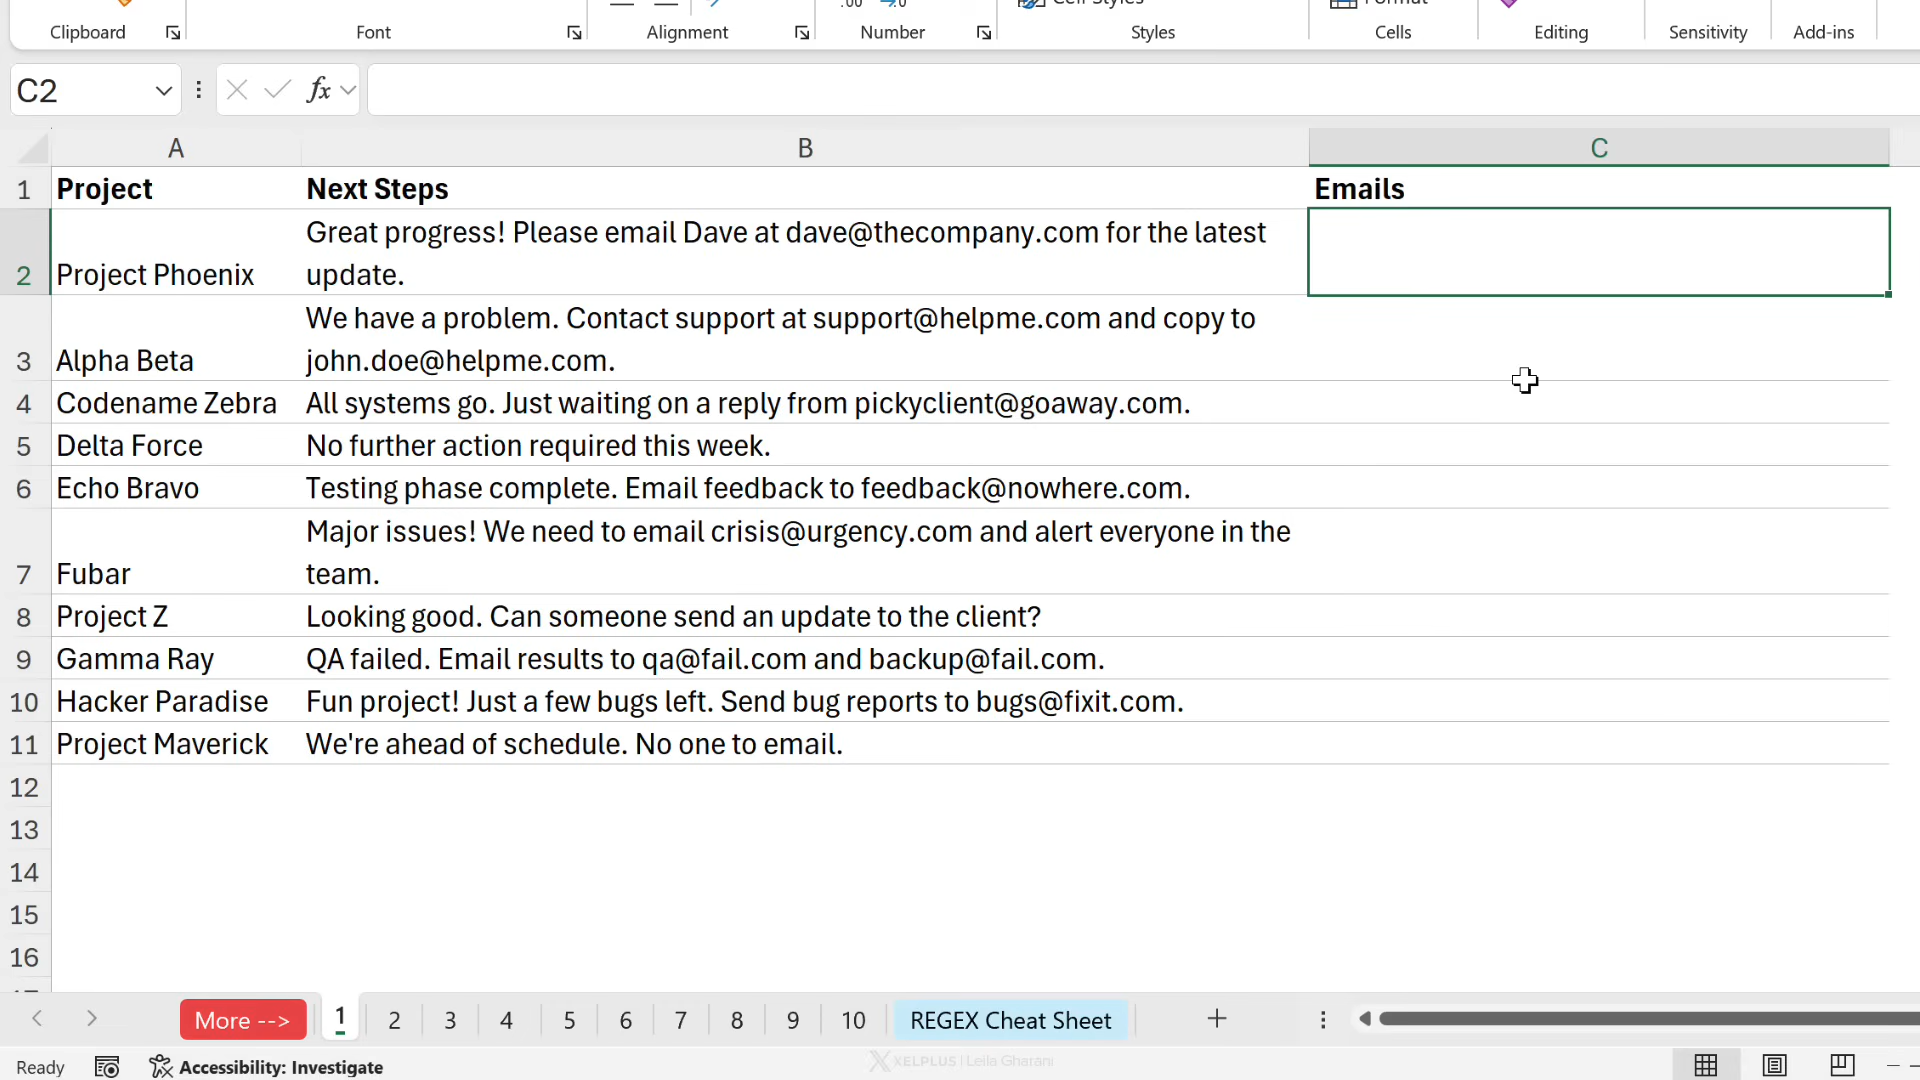 Cell Styles
Format
Clipboard Font Alignment Number Styles Cells Editing Sensitivity Add-ins
C2 fx
A B C
1 Project Next Steps Emails
Great progress! Please email Dave at dave@thecompany.com for the latest
2 Project Phoenix update.
We have a problem. Contact support at support@helpme.com and copy to
3 Alpha Beta john.doe@helpme.com.
4 Codename Zebra All systems go. Just waiting on a reply from pickyclient@goaway.com.
5 Delta Force No further action required this week.
6 Echo Bravo Testing phase complete. Email feedback to feedback@nowhere.com.
Major issues! We need to email crisis@urgency.com and alert everyone in the
7 Fubar team.
8 Project Z Looking good. Can someone send an update to the client?
9 Gamma Ray QA failed. Email results to qa@fail.com and backup@fail.com.
10 Hacker Paradise Fun project! Just a few bugs left. Send bug reports to bugs@fixit.com.
11 Project Maverick We're ahead of schedule. No one to email.
12
13
14
15
16
More --> 1 2 3 4 5 6 7 8 9 10 REGEX Cheat Sheet
Ready Accessibility: Investigate XELPLUS | Leila Gharani